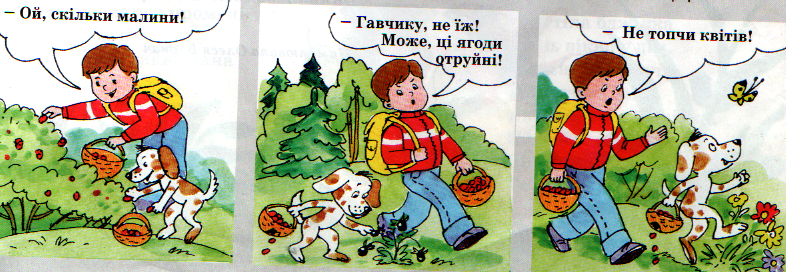 – Ой, скільки малини!
– Гавчику, не їж!
Може, ці ягоди
отруйні!
– Не топчи квітів!